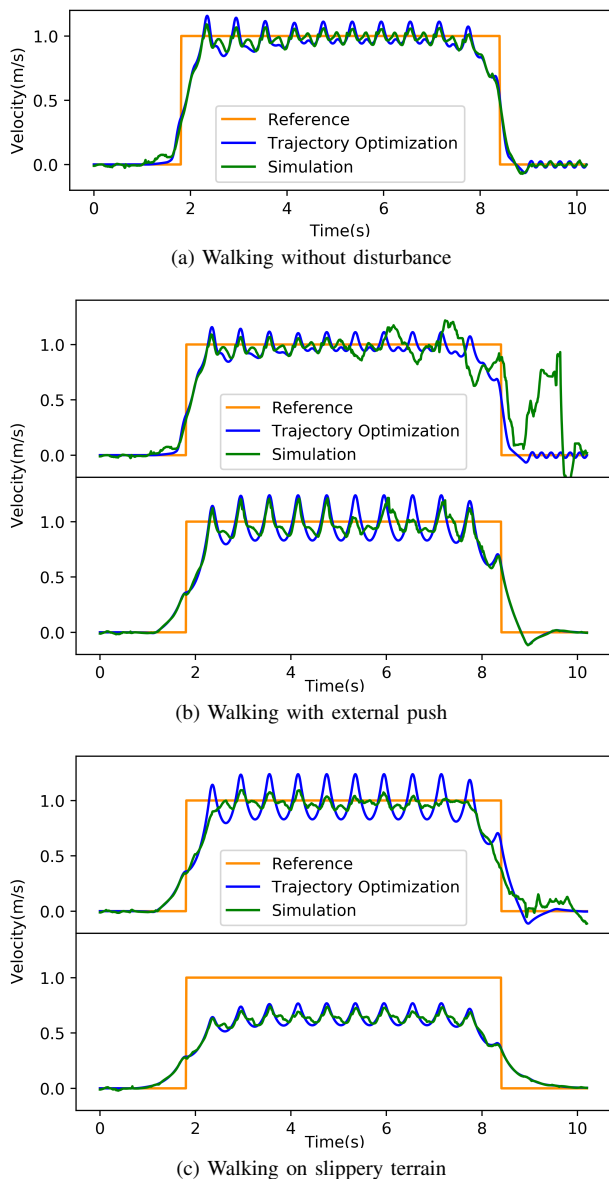 1.0
0.5
0.0
Velocity(m/s)
Reference
Trajectory Optimization
Simulation
0 2 4 6 8 10
Time(s)
(a) Walking without disturbance
1.0
0.5
0.0
Velocity(m/s)
Reference
Trajectory Optimization
Simulation
1.0
0.5
0.0
0 2 4 6 8 10
Time(s)
(b) Walking with external push
1.0
0.5
0.0
Velocity(m/s)
Reference
Trajectory Optimization
Simulation
1.0
0.5
0.0
0 2 4 6 8 10
Time(s)
(c) Walking on slippery terrain